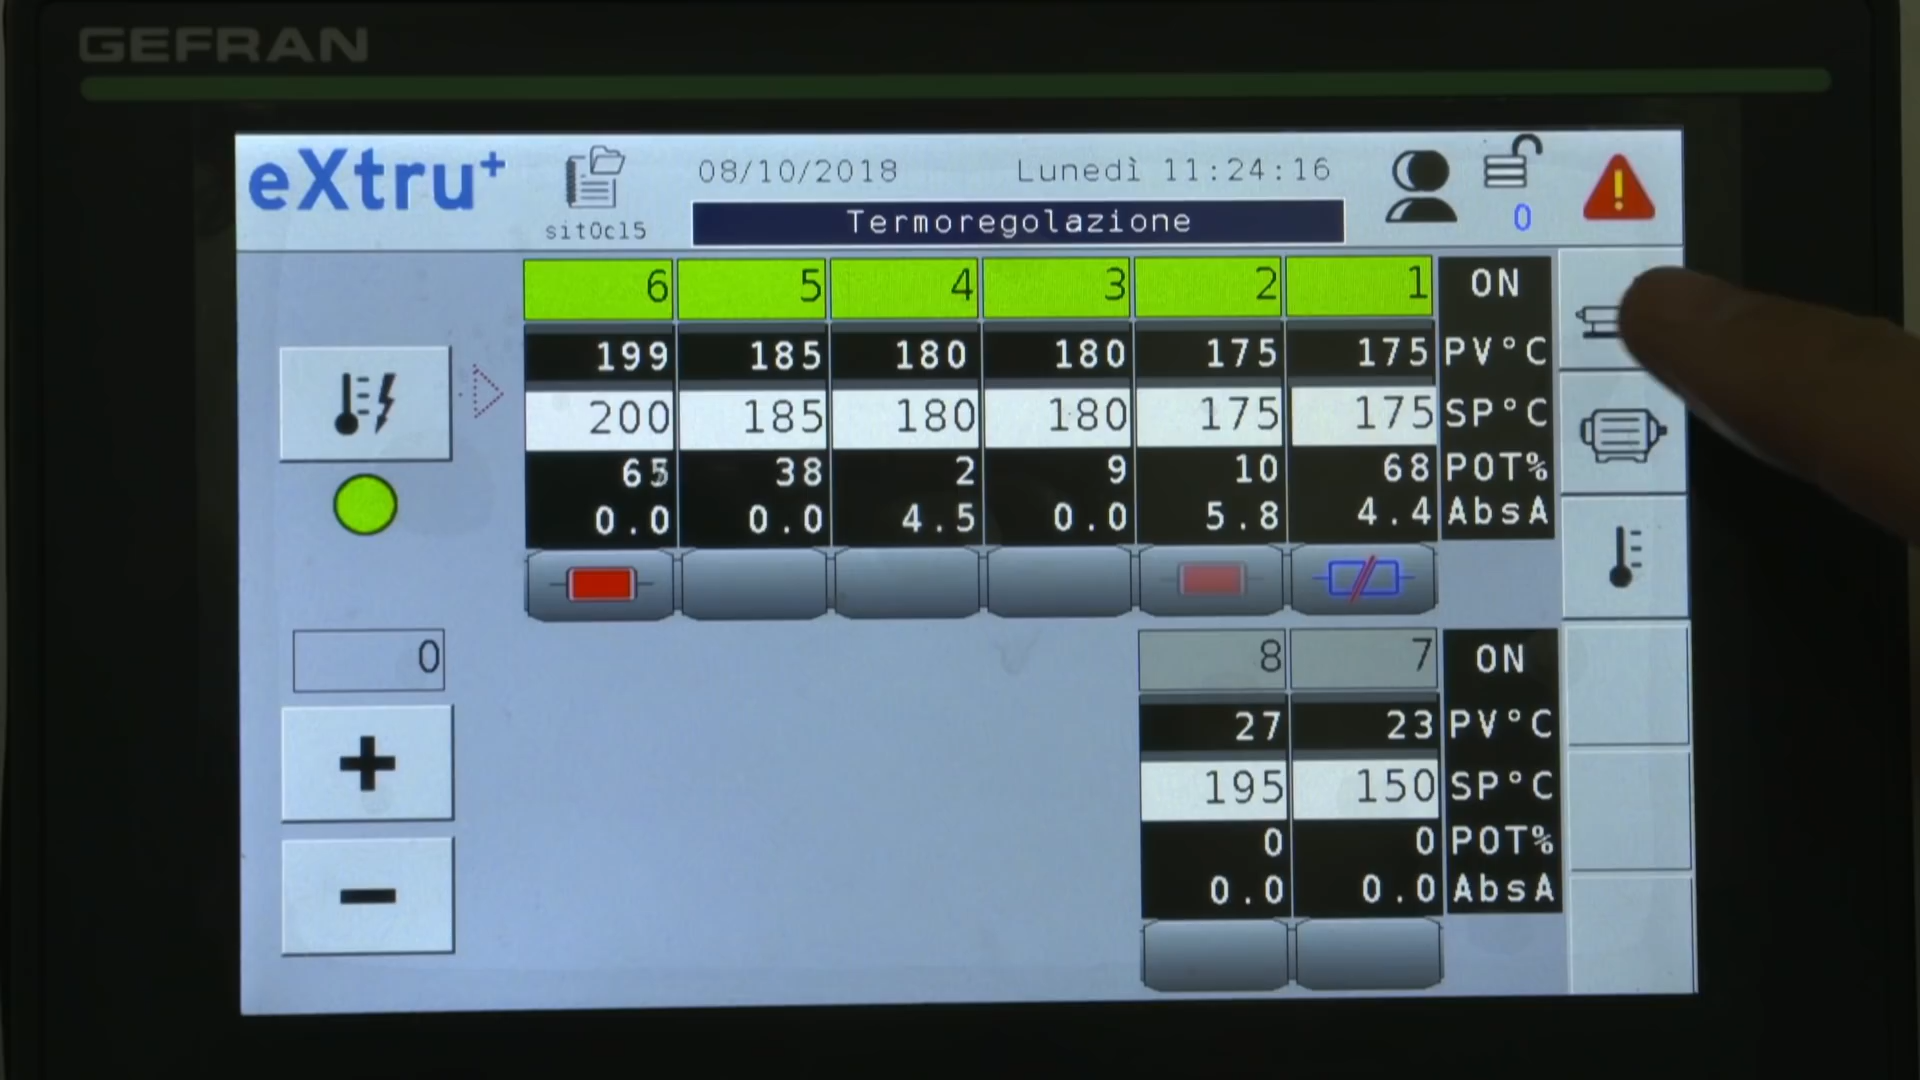 GEFRAN
eXtru+
sit0cl5
08/10/2018 Lunedì 11:24:16
Termoregolazione
0
6 5 4 3 2 1 ON
199 185 180 180 175 175 PV°C
200 185 180 180 175 175 SP°C
65 38 2 9 10 68 POT%
0.0 0.0 4.5 0.0 5.8 4.4 AbsA
0
8 7 ON
27 23 PV°C
195 150 SP°C
0 0 POT%
0.0 0.0 AbsA
+
-